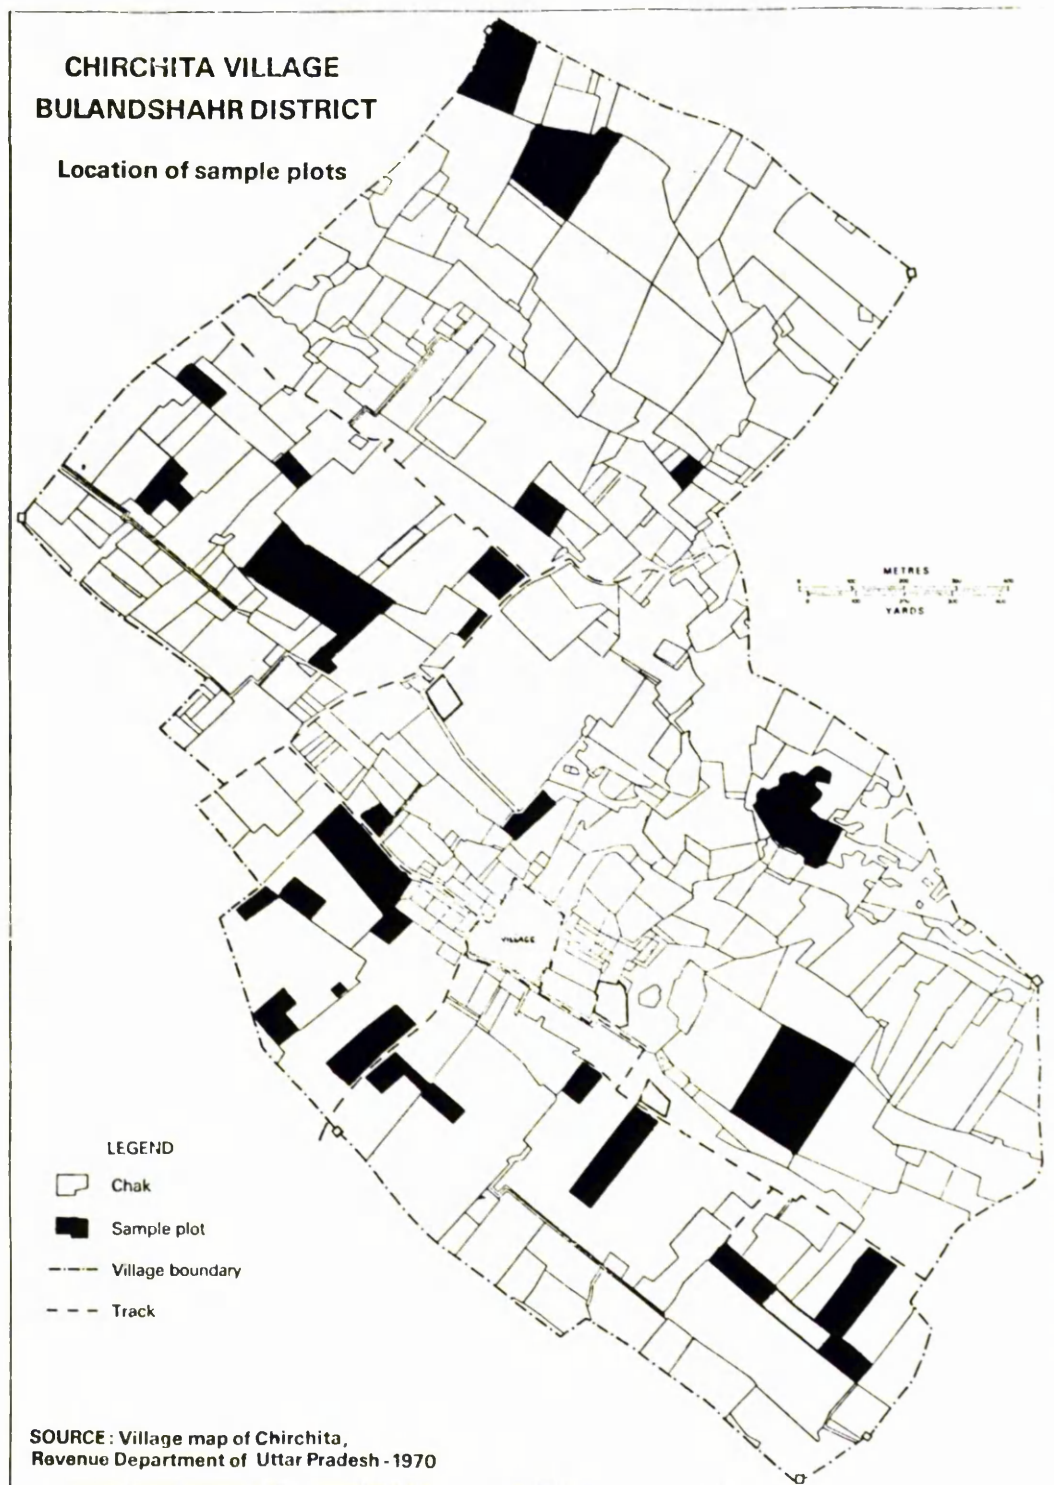 CHIRCHITA VILLAGE
BULANDSHAHR DISTRICT
Location of sample plots
METRES
YARDS
VILLAGE
LEGEND
Chak
Sample plot
Village boundary
Track
SOURCE : Village map of Chirchita,
Revenue Department of Uttar Pradesh - 1970